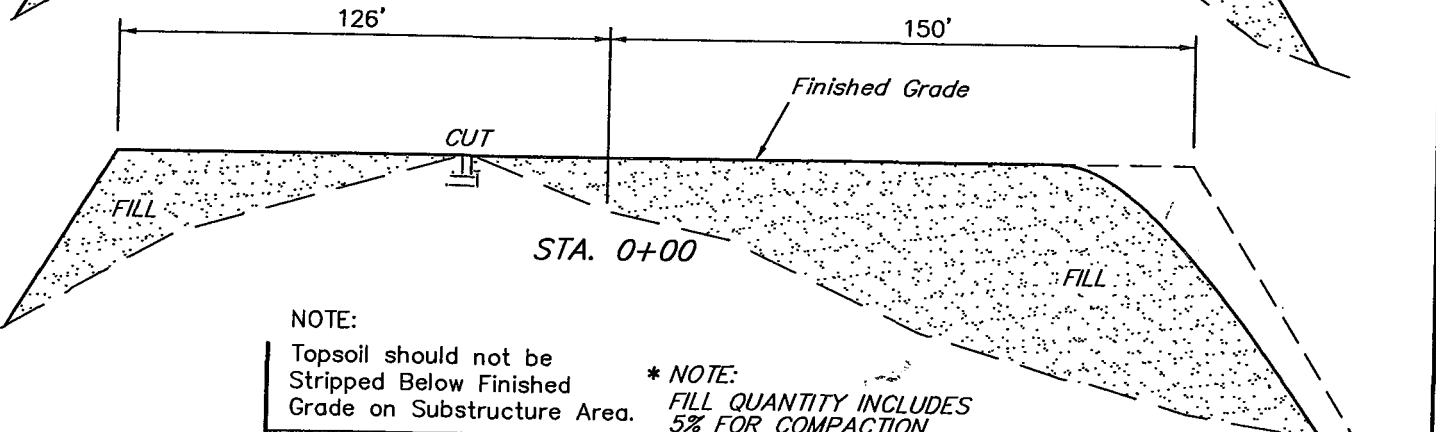 126'
150'
Finished Grade
CUT
FILL
STA. 0+00
FILL
NOTE:
Topsoil should not be
Stripped Below Finished
Grade on Substructure Area.
* NOTE:
FILL QUANTITY INCLUDES
5% FOR COMPACTION